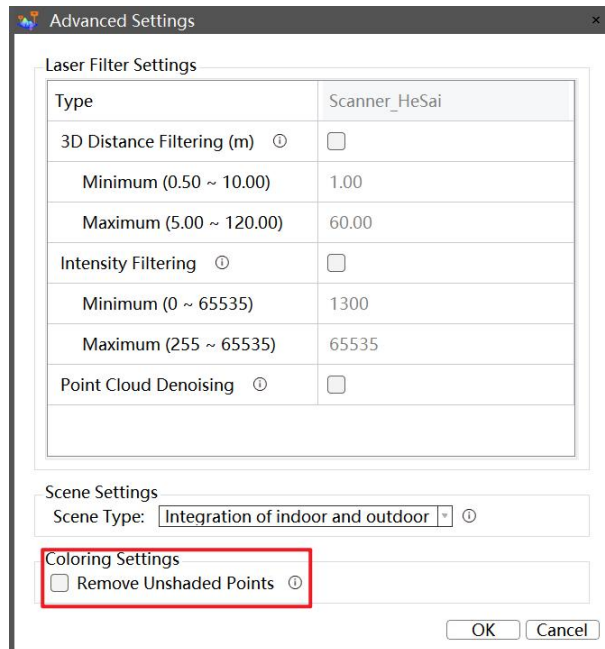 Advanced Settings
Laser Filter Settings
Type Scanner_HeSai
3D Distance Filtering (m)
Minimum (0.50 ~ 10.00) 1.00
Maximum (5.00 ~ 120.00) 60.00
Intensity Filtering
Minimum (0 ~ 65535) 1300
Maximum (255 ~ 65535) 65535
Point Cloud Denoising
Scene Settings
Scene Type: Integration of indoor and outdoor
Coloring Settings
Remove Unshaded Points
OK Cancel